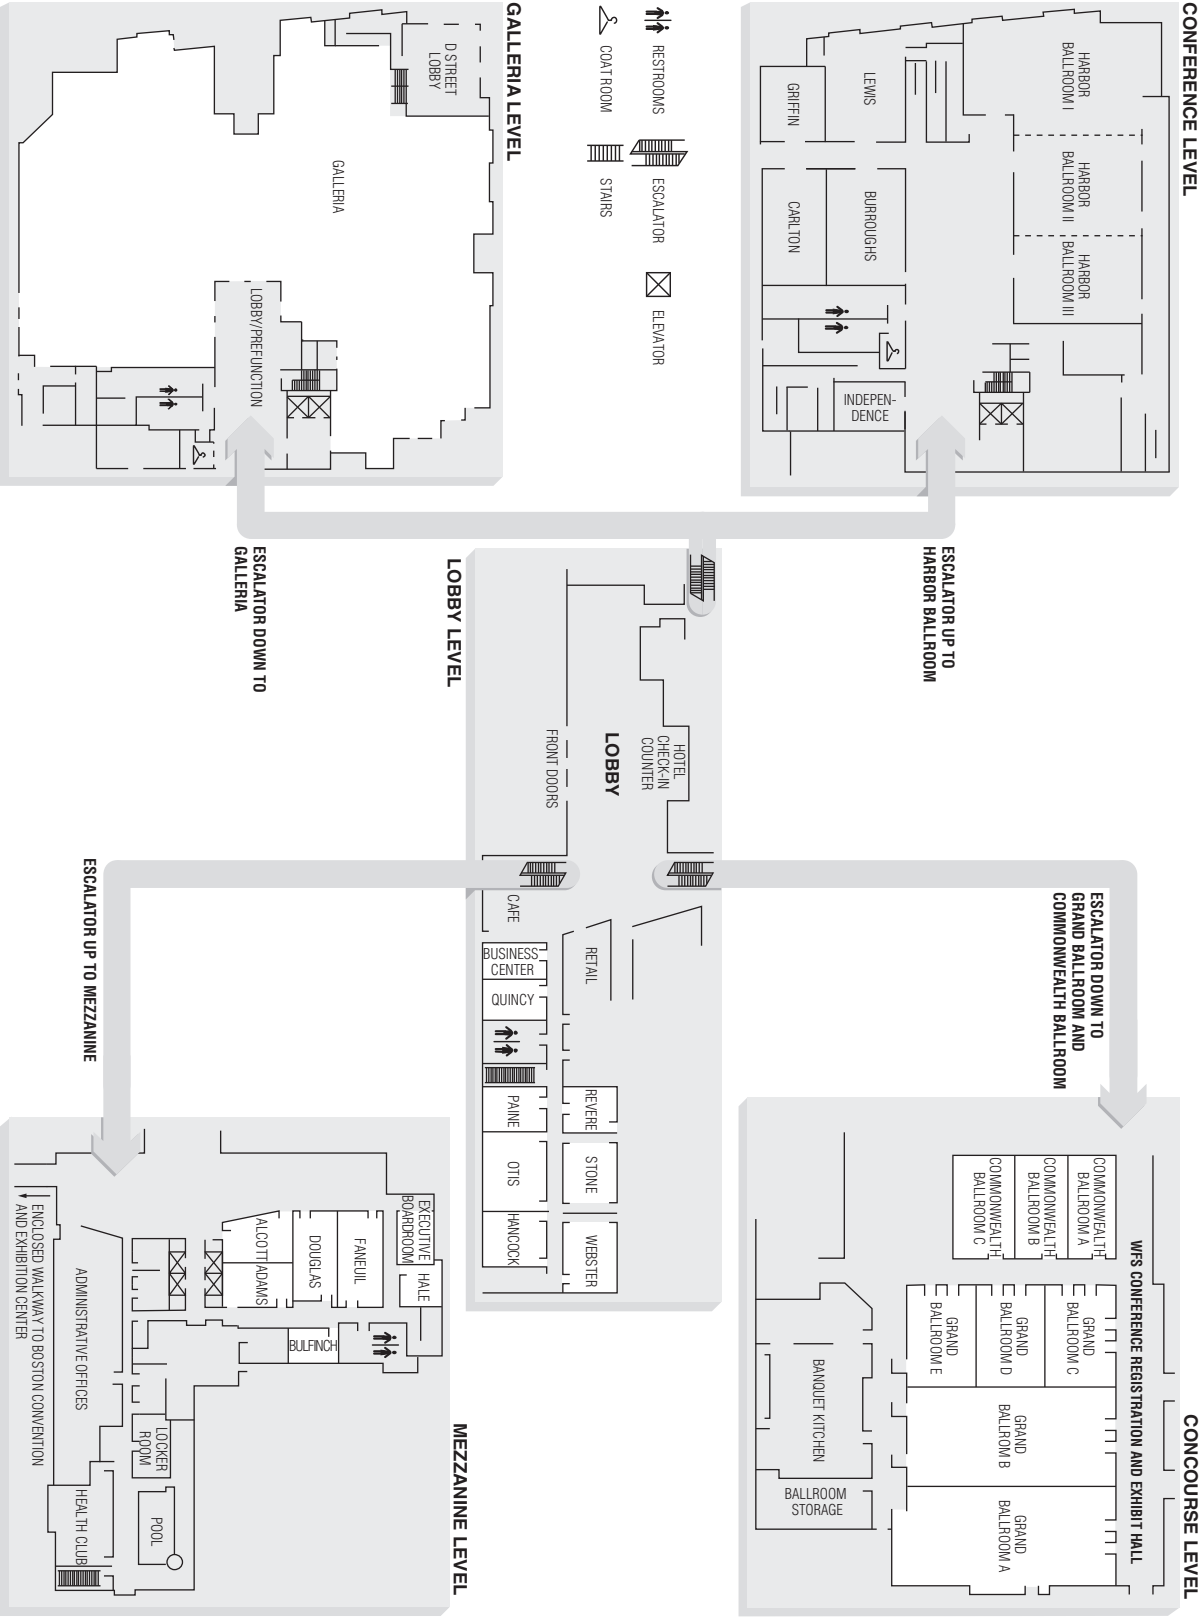 CONFERENCE LEVEL
HARBOR
BALLROOM I
HARBOR
BALLROOM II
HARBOR
BALLROOM III
LEWIS
GRIFFIN
BURROUGHS
CARLTON
INDEPEN-
DENCE
ESCALATOR UP TO
HARBOR BALLROOM
RESTROOMS
ESCALATOR
ELEVATOR
COAT ROOM
STAIRS
GALLERIA LEVEL
D STREET
LOBBY
GALLERIA
LOBBY/PREFUNCTION
ESCALATOR DOWN TO
GALLERIA
LOBBY LEVEL
HOTEL
CHECK-IN
COUNTER
LOBBY
FRONT DOORS
CAFE
RETAIL
BUSINESS
CENTER
QUINCY
REVERE
PAINE
STONE
OTIS
WEBSTER
HANCOCK
ESCALATOR DOWN TO
GRAND BALLROOM AND
COMMONWEALTH BALLROOM
ESCALATOR UP TO MEZZANINE
CONCOURSE LEVEL
WFS CONFERENCE REGISTRATION AND EXHIBIT HALL
COMMONWEALTH
BALLROOM A
COMMONWEALTH
BALLROOM B
COMMONWEALTH
BALLROOM C
GRAND
BALLROOM C
GRAND
BALLROOM D
GRAND
BALLROOM E
GRAND
BALLROM B
GRAND
BALLROOM A
BANQUET KITCHEN
BALLROOM
STORAGE
MEZZANINE LEVEL
EXECUTIVE
BOARDROOM
HALE
FANEUIL
DOUGLAS
ALCOTT
ADAMS
BULFINCH
LOCKER
ROOM
POOL
ADMINISTRATIVE OFFICES
HEALTH CLUB
ENCLOSED WALKWAY TO BOSTON CONVENTION
AND EXHIBITION CENTER